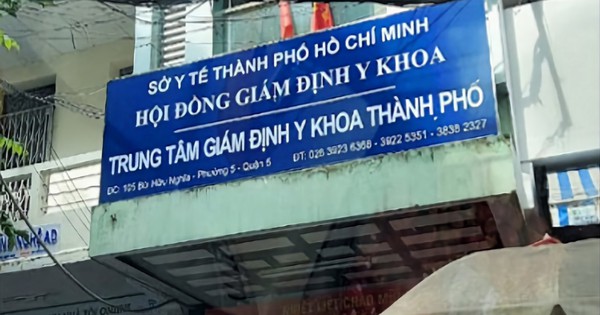 SỞ Y TẾ THÀNH PHỐ HỒ CHÍ MINH
HỘI ĐỒNG GIÁM ĐỊNH Y KHOA
TRUNG TÂM GIÁM ĐỊNH Y KHOA THÀNH PHỐ
ĐC: 105 Bà Hữu Nghĩa - Phường 5 - Quận 5 ĐT: 028 3923 6368 - 3922 5351 - 3838 2327